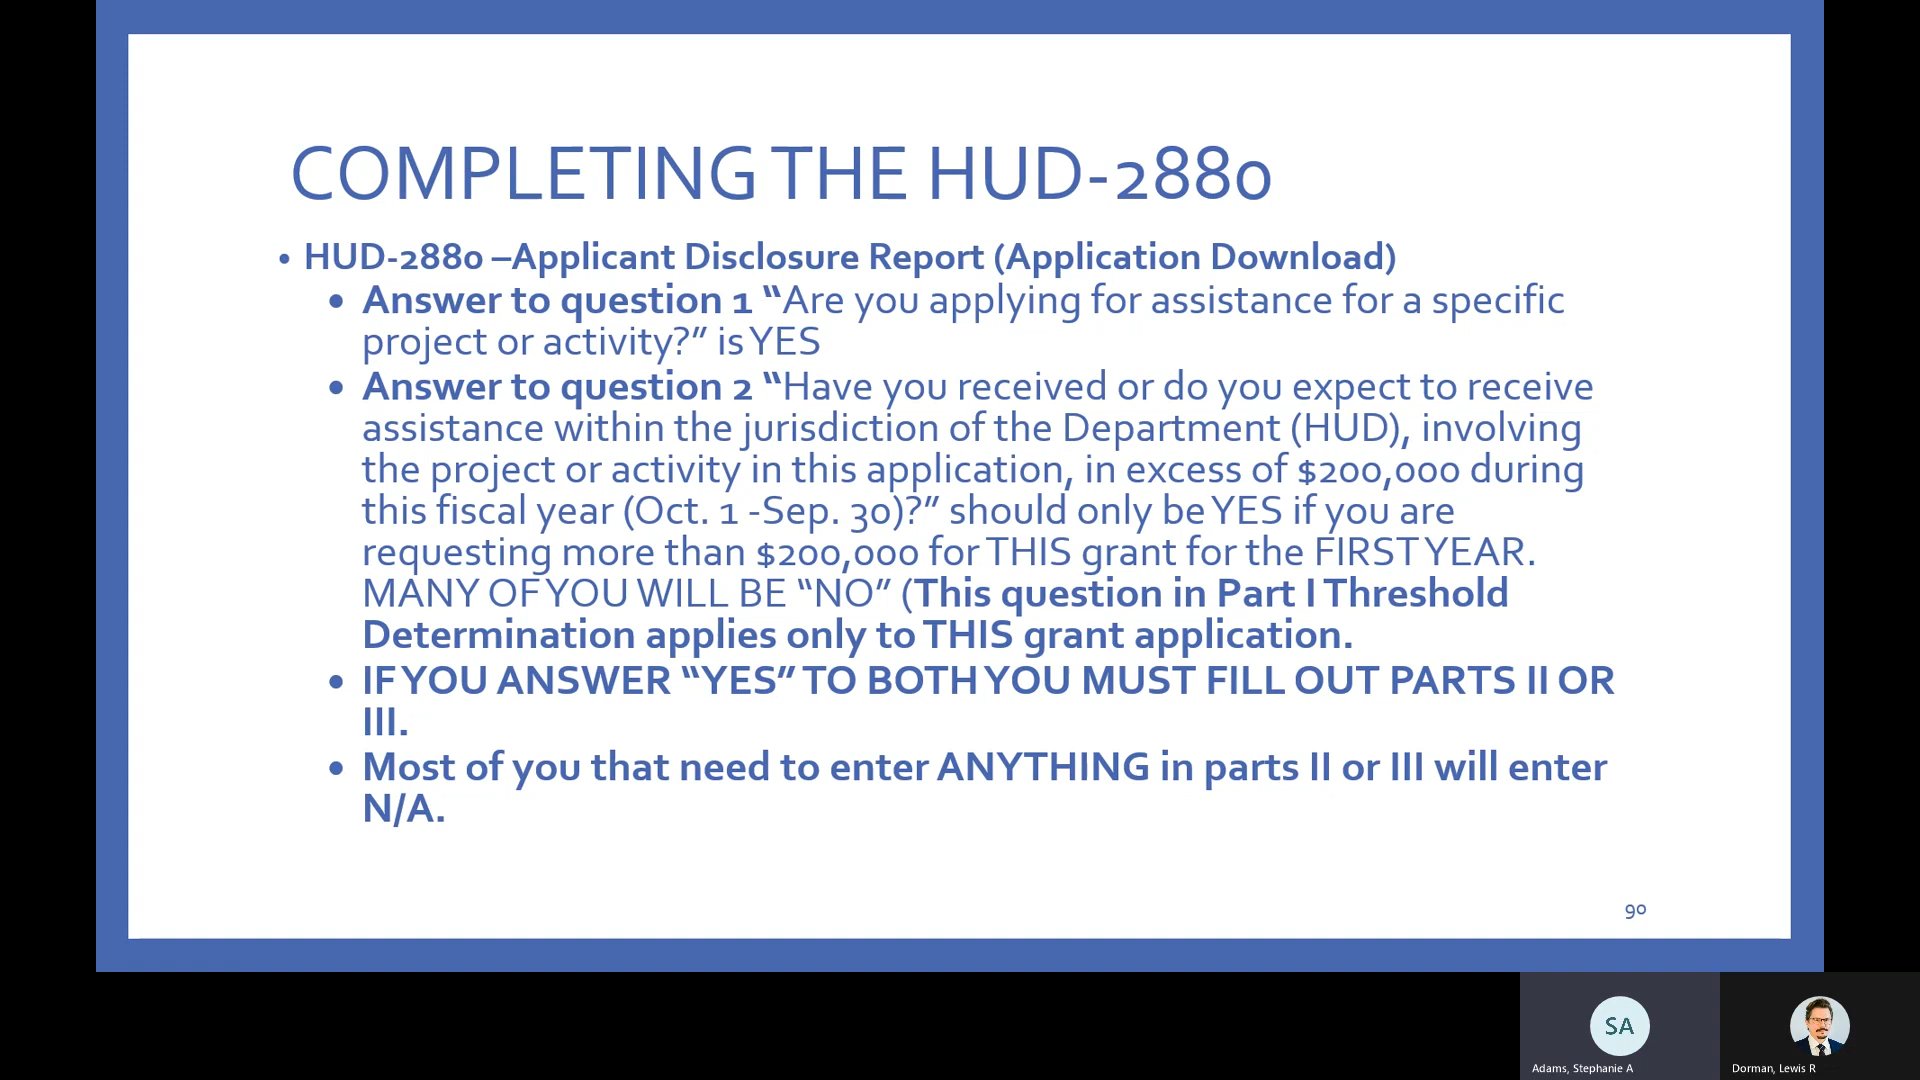 COMPLETING THE HUD-2880
• HUD-2880 –Applicant Disclosure Report (Application Download)
• Answer to question 1 “Are you applying for assistance for a specific
project or activity?” is YES
• Answer to question 2 “Have you received or do you expect to receive
assistance within the jurisdiction of the Department (HUD), involving
the project or activity in this application, in excess of $200,000 during
this fiscal year (Oct. 1 -Sep. 30)?” should only be YES if you are
requesting more than $200,000 for THIS grant for the FIRST YEAR.
MANY OF YOU WILL BE “NO” (This question in Part I Threshold
Determination applies only to THIS grant application.
• IF YOU ANSWER “YES” TO BOTH YOU MUST FILL OUT PARTS II OR
III.
• Most of you that need to enter ANYTHING in parts II or III will enter
N/A.
90
SA
Adams, Stephanie A
Dorman, Lewis R